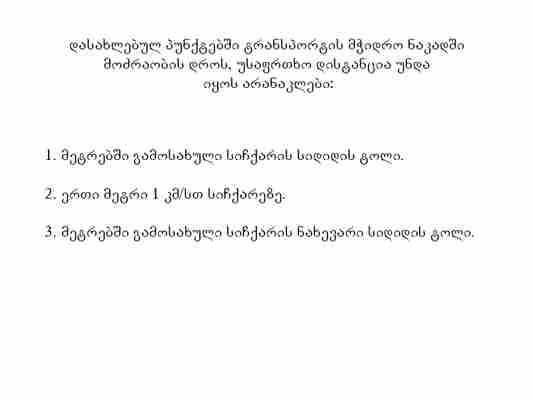 დასახლებულ პუნქტებში ტრანსპორტის მჭიდრო ნაკადში
მოძრაობის დროს, უსაფრთხო დისტანცია უნდა
იყოს არანაკლები:
1. მეტრებში გამოსახული სიჩქარის სიდიდის ტოლი.
2. ერთი მეტრი 1 კმ/სთ სიჩქარეზე.
3. მეტრებში გამოსახული სიჩქარის ნახევარი სიდიდის ტოლი.